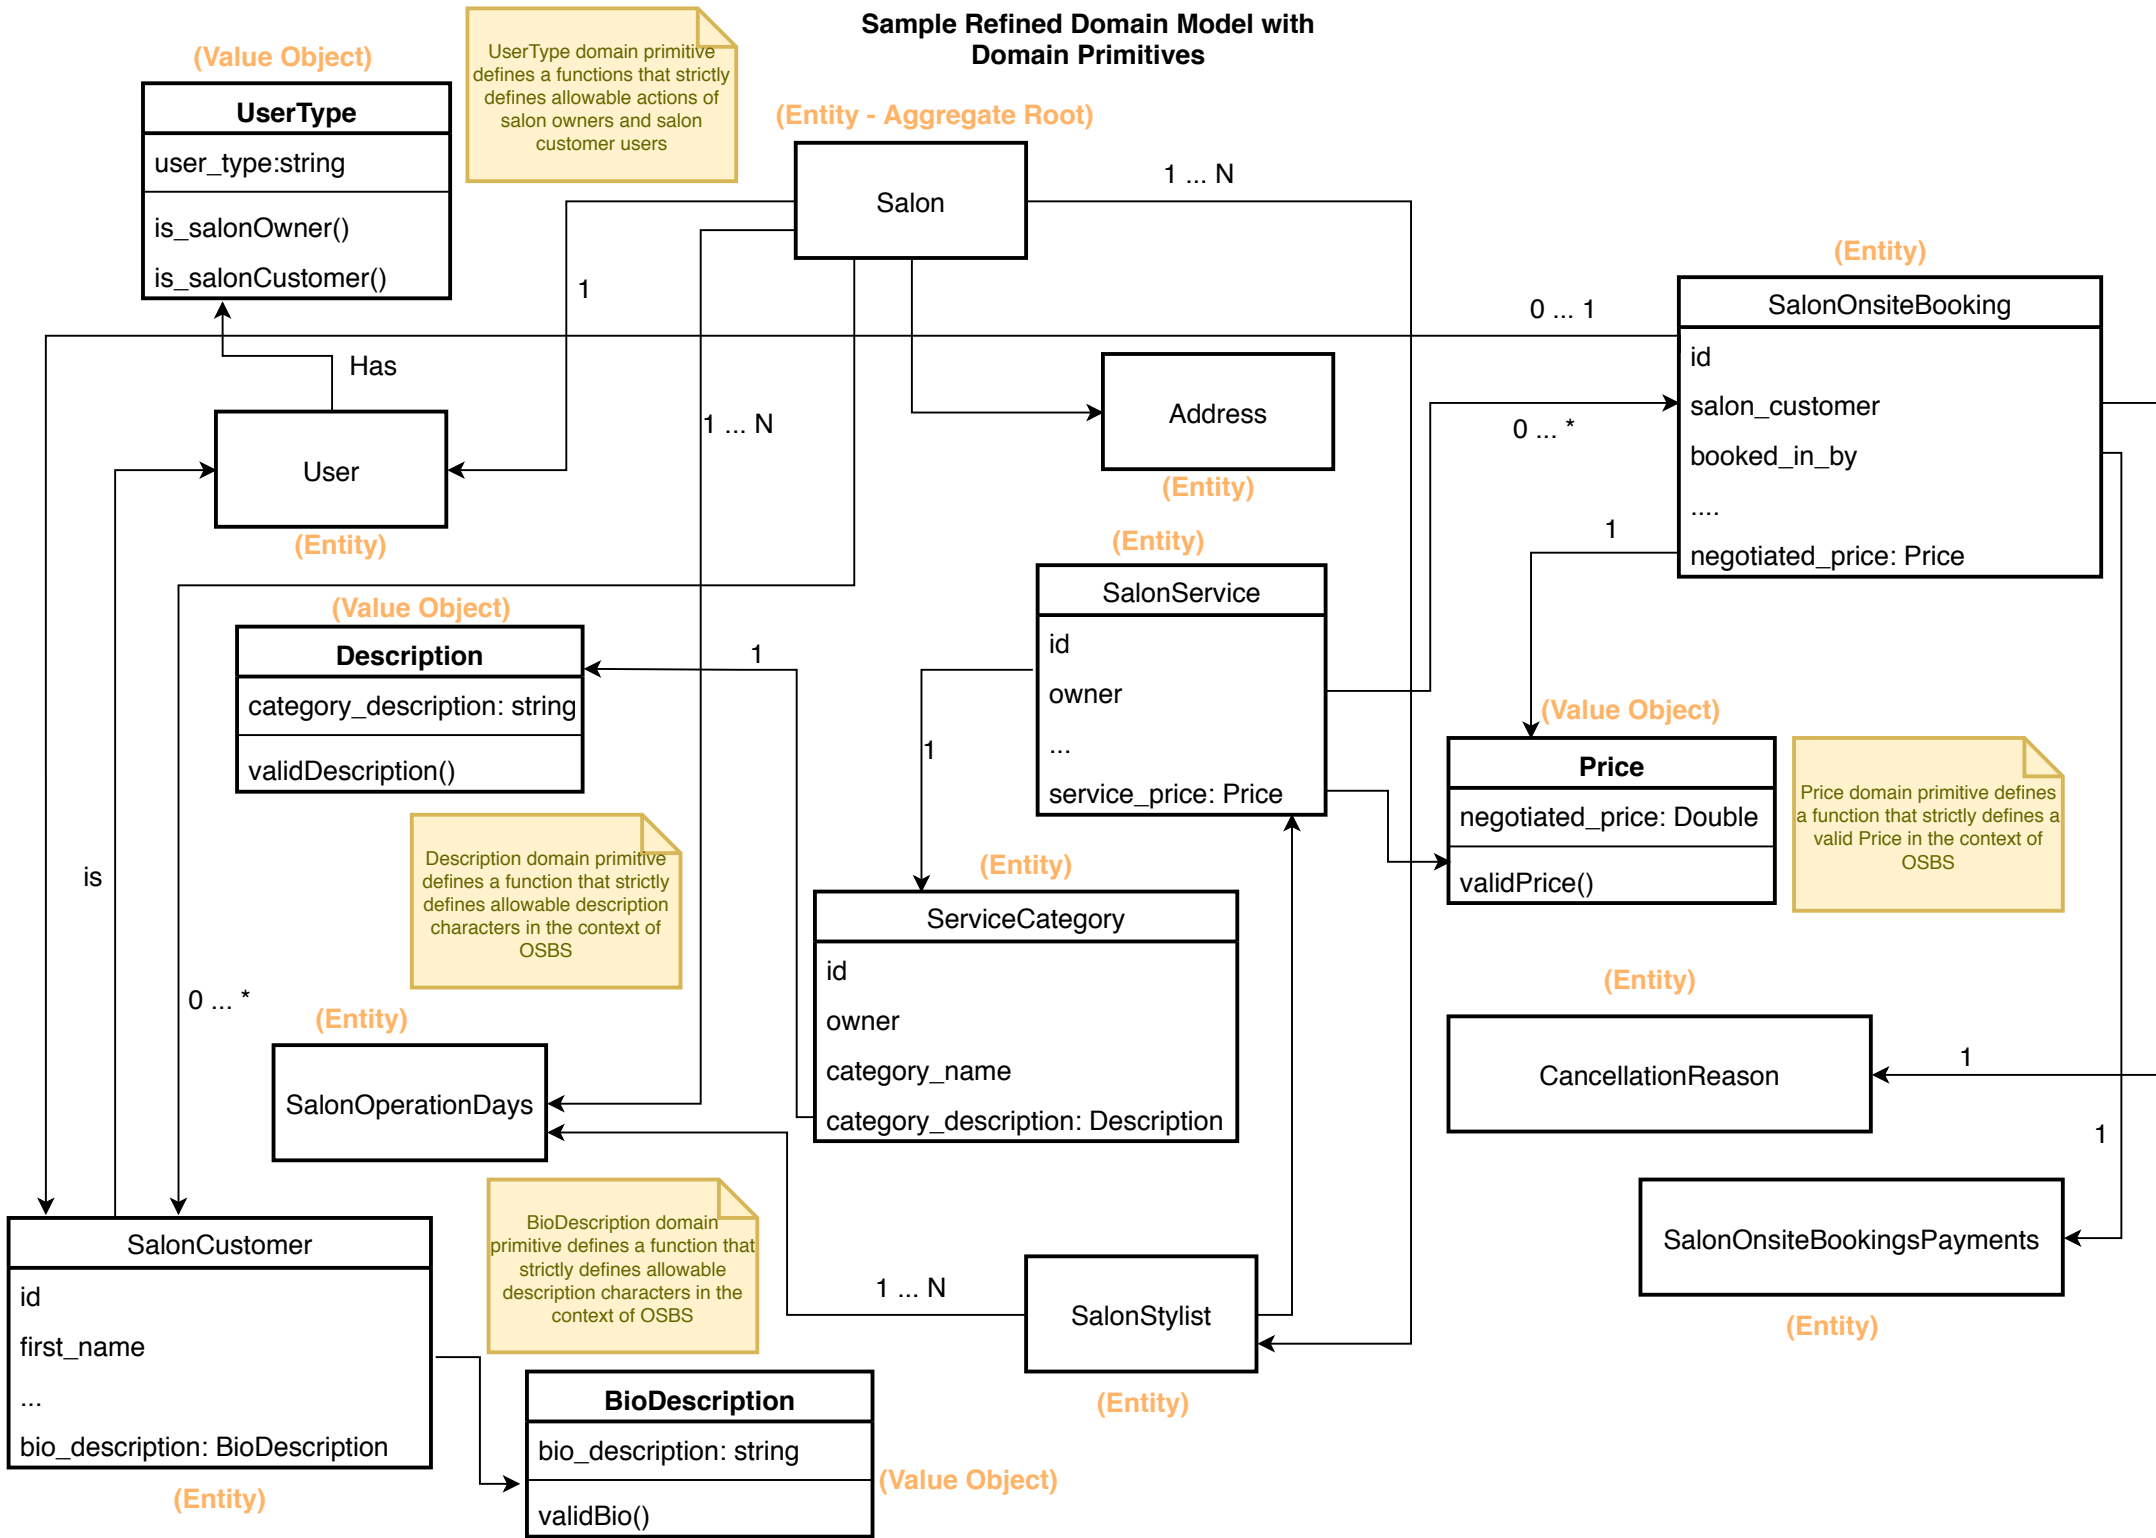 Sample Refined Domain Model with
Domain Primitives
(Value Object)
UserType
user_type:string
is_salonOwner()
is_salonCustomer()
UserType domain primitive
defines a functions that strictly
defines allowable actions of
salon owners and salon
customer users
(Entity - Aggregate Root)
Salon
1 ... N
1
Has
User
(Entity)
1 ... N
Address
(Entity)
(Entity)
SalonOnsiteBooking
id
salon_customer
booked_in_by
....
negotiated_price: Price
0 ... 1
0 ... *
1
(Value Object)
Description
category_description: string
validDescription()
1
Description domain primitive
defines a function that strictly
defines allowable description
characters in the context of
OSBS
(Entity)
SalonService
id
owner
...
service_price: Price
1
(Value Object)
Price
negotiated_price: Double
validPrice()
Price domain primitive defines
a function that strictly defines a
valid Price in the context of
OSBS
is
0 ... *
(Entity)
SalonOperationDays
(Entity)
ServiceCategory
id
owner
category_name
category_description: Description
(Entity)
CancellationReason
1
1
SalonOnsiteBookingsPayments
(Entity)
SalonCustomer
id
first_name
...
bio_description: BioDescription
(Entity)
BioDescription domain
primitive defines a function that
strictly defines allowable
description characters in the
context of OSBS
1 ... N
SalonStylist
(Entity)
BioDescription
bio_description: string
validBio()
(Value Object)